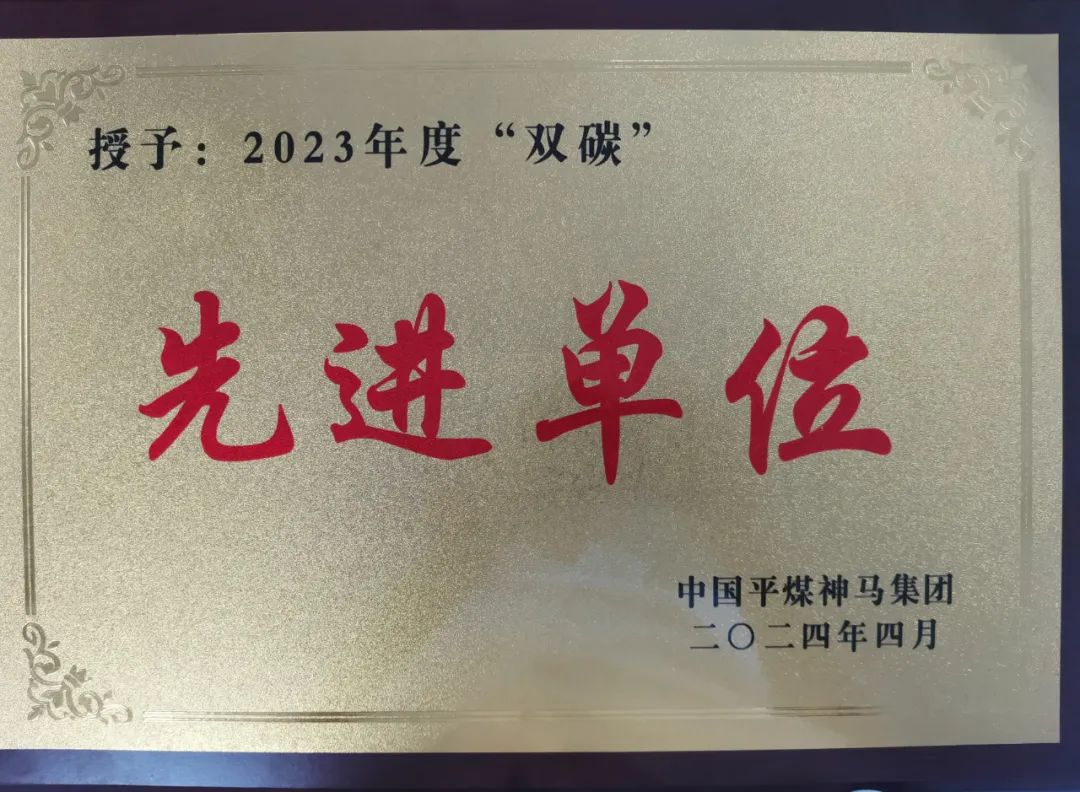 授予：2023年度“双碳”
先进单位
中国平煤神马集团
二〇二四年四月